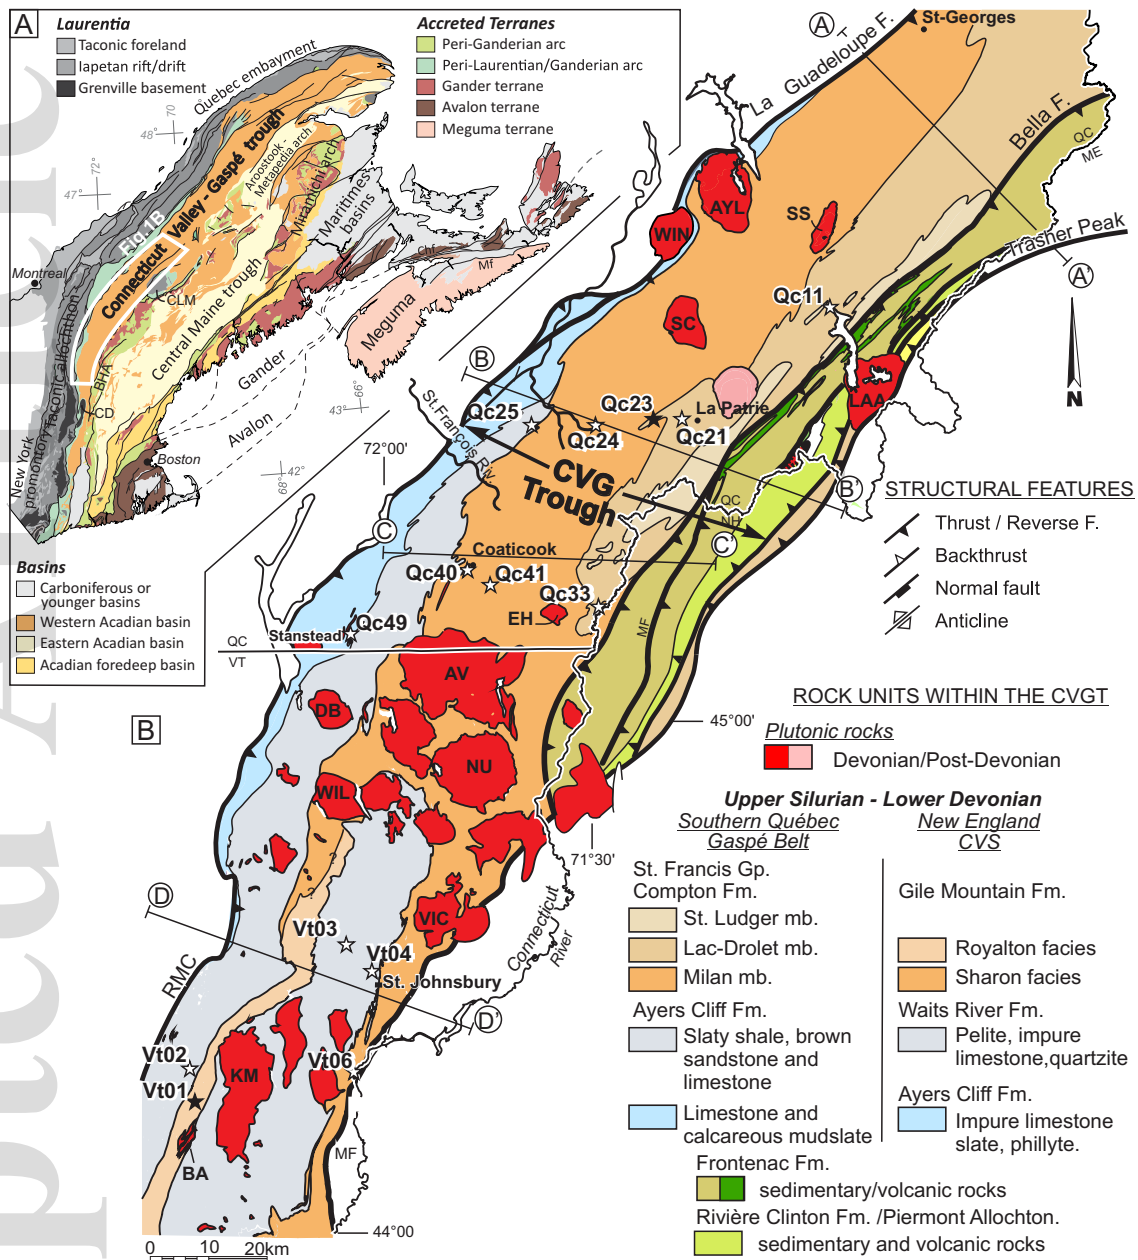 A
Laurentia
Taconic foreland
Iapetan rift/drift
Grenville basement
Accreted Terranes
Peri-Ganderian arc
Peri-Laurentian/Ganderian arc
Gander terrane
Avalon terrane
Meguma terrane
Quebec embayment
70
48°
72°
47°
Connecticut Valley - Gaspé trough
Aroostook -
Metapedia arch
Miramichi arch
Maritimes
basins
Fig.1B
Montreal
CLM
Central Maine trough
Taconic allochthon
BHA
CD
New York
promontory
Boston
Gander
Avalon
Meguma
Mf
66°
43°
42°
68°
Basins
Carboniferous or
younger basins
Western Acadian basin
Eastern Acadian basin
Acadian foredeep basin
B
A
St-Georges
La Guadeloupe F.
Bella F.
QC
ME
Trasher Peak
A'
N
AYL
WIN
SS
SC
Qc11
LAA
B
Qc25
Qc23
La Patrie
Qc24
Qc21
St.François Rv.
72°00'
CVG
Trough
B'
QC
NH
C
C'
Coaticook
Qc40
Qc41
Qc33
EH
MF
Qc49
Stanstead
QC
VT
AV
DB
NU
WIL
45°00'
71°30'
?
?
VIC
D
Vt03
Vt04
St. Johnsbury
Connecticut
River
RMC
D'
Vt02
Vt01
Vt06
KM
BA
MF
44°00
0 10 20km
STRUCTURAL FEATURES
Thrust / Reverse F.
Backthrust
Normal fault
Anticline
ROCK UNITS WITHIN THE CVGT
Plutonic rocks
Devonian/Post-Devonian
Upper Silurian - Lower Devonian
Southern Québec
Gaspé Belt
New England
CVS
St. Francis Gp.
Compton Fm.
St. Ludger mb.
Lac-Drolet mb.
Milan mb.
Ayers Cliff Fm.
Slaty shale, brown
sandstone and
limestone
Limestone and
calcareous mudslate
Gile Mountain Fm.
Royalton facies
Sharon facies
Waits River Fm.
Pelite, impure
limestone,quartzite
Ayers Cliff Fm.
Impure limestone
slate, phillyte.
Frontenac Fm.
sedimentary/volcanic rocks
Rivière Clinton Fm. /Piermont Allochton.
sedimentary and volcanic rocks